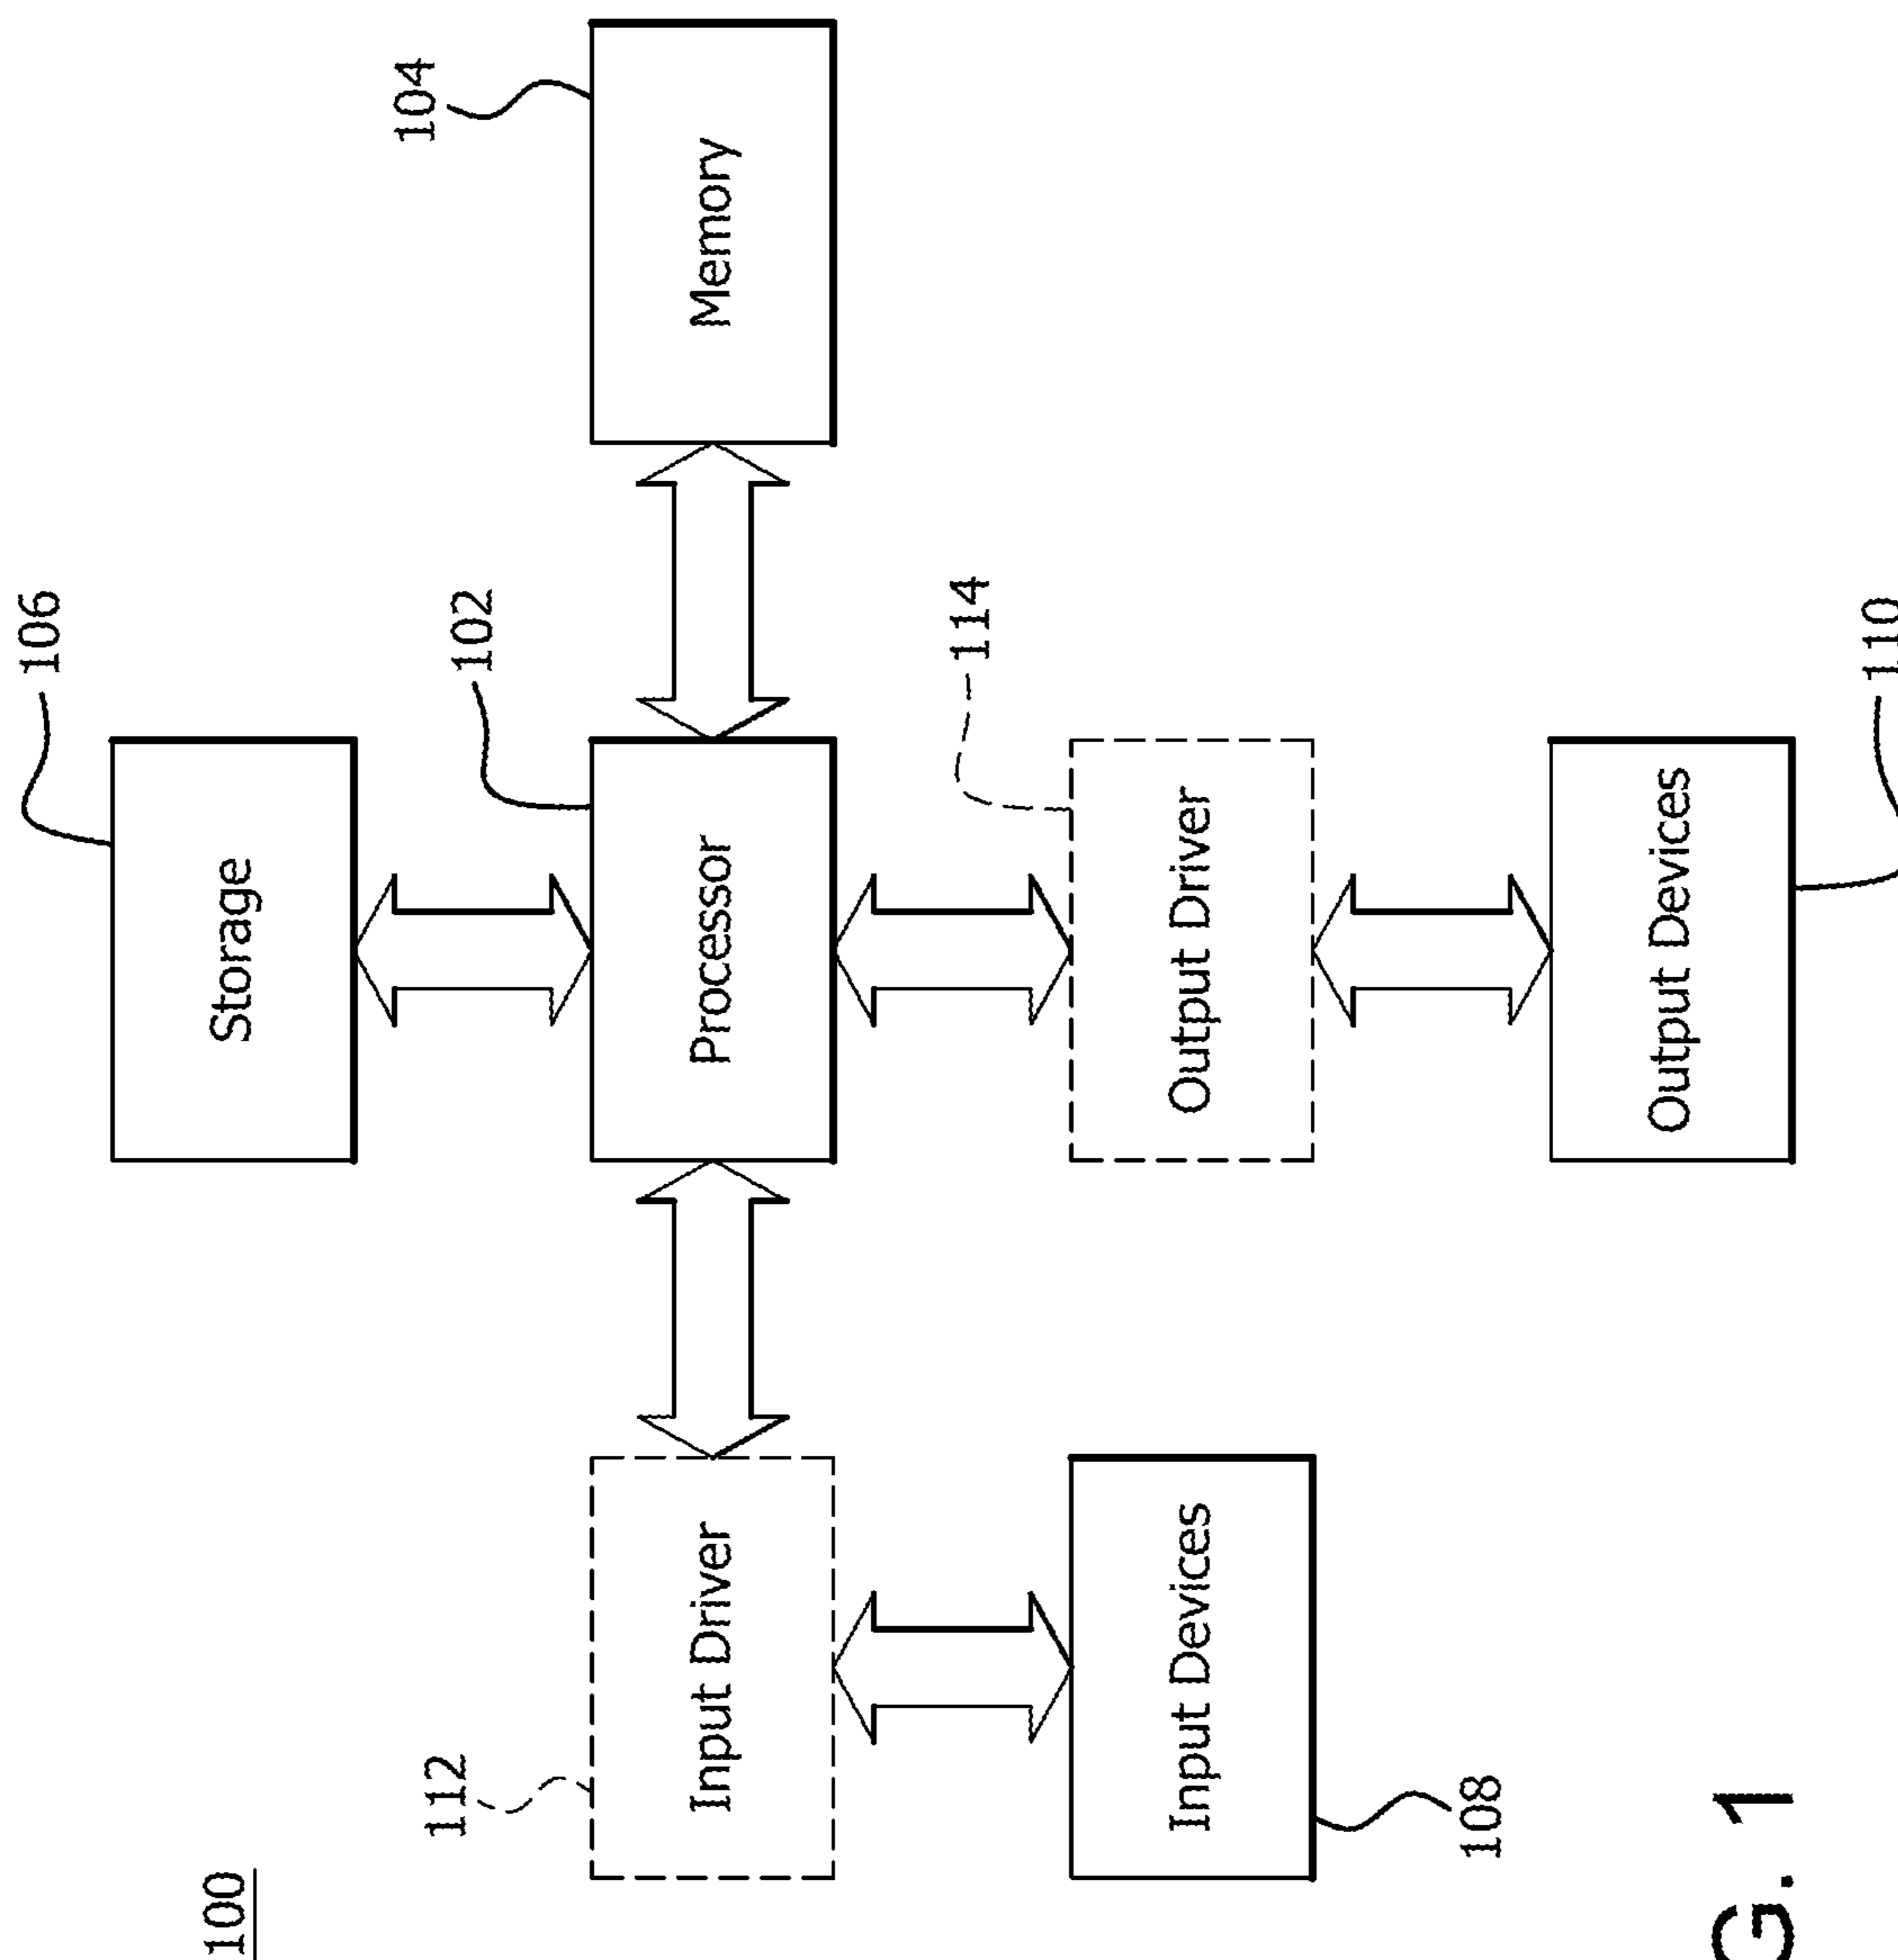 100
106
Storage
102
Processor
104
Memory
112
Input Driver
114
Output Driver
108
Input Devices
110
Output Devices
G. 1